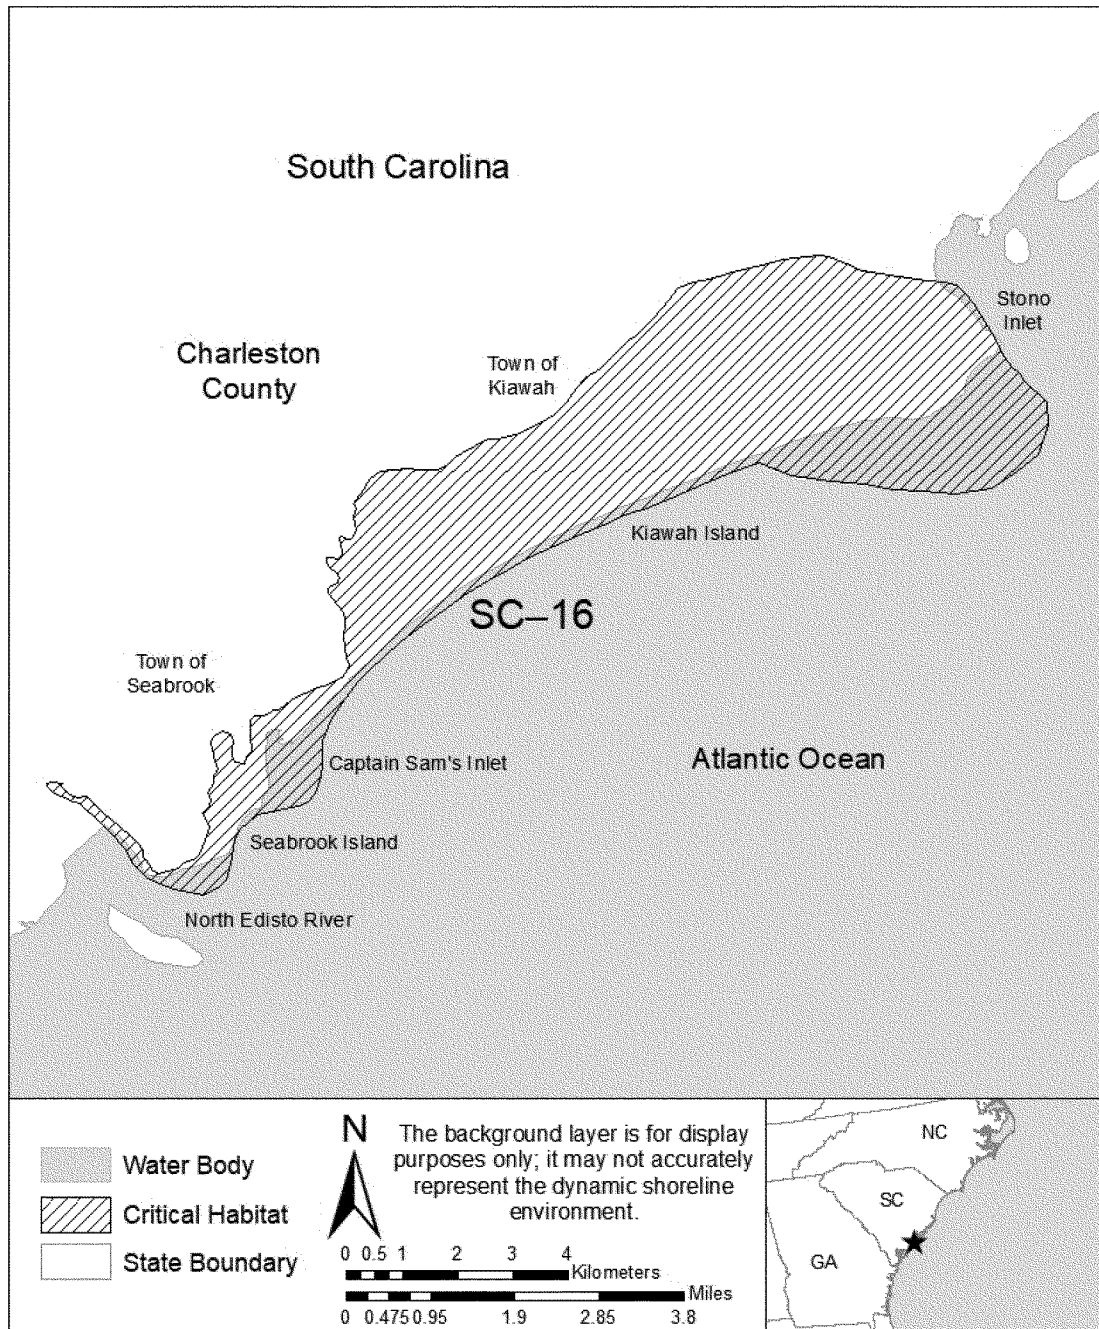 South Carolina
Stono
Inlet
Charleston
County
Town of
Kiawah
Kiawah Island
SC–16
Town of
Seabrook
Captain Sam's Inlet
Atlantic Ocean
Seabrook Island
North Edisto River
Water Body
Critical Habitat
State Boundary
N
The background layer is for display
purposes only; it may not accurately
represent the dynamic shoreline
environment.
0 0.5 1 2 3 4
Kilometers
Miles
0 0.475 0.95 1.9 2.85 3.8
NC
SC
GA